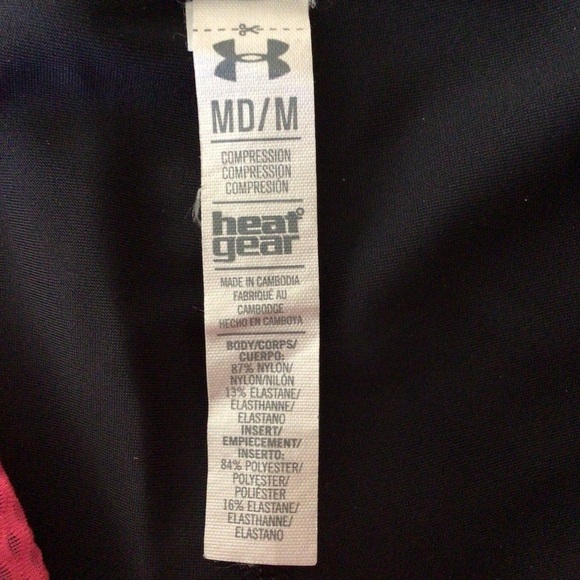 MD/M
COMPRESSION
COMPRESSION
COMPRESIÓN
heat
gear
MADE IN CAMBODIA
FABRIQUÉ AU
CAMBODGE
HECHO EN CAMBOYA
BODY/CORPS/
CUERPO:
87% NYLON/
NYLON/NILÓN
13% ELASTANE/
ELASTHANNE/
ELASTANO
INSERT/
EMPIECEMENT/
INSERTO:
84% POLYESTER/
POLYESTER/
POLIÉSTER
16% ELASTANE/
ELASTHANNE/
ELASTANO